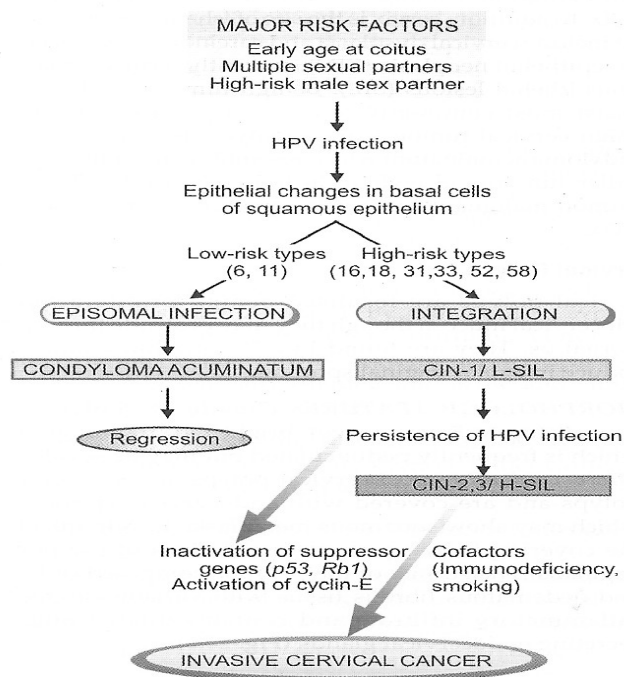 MAJOR RISK FACTORS
Early age at coitus
Multiple sexual partners
High-risk male sex partner
HPV infection
Epithelial changes in basal cells
of squamous epithelium
Low-risk types
(6, 11)
High-risk types
(16,18, 31,33, 52, 58)
EPISOMAL INFECTION
INTEGRATION
CONDYLOMA ACUMINATUM
CIN-1/ L-SIL
Regression
Persistence of HPV infection
CIN-2,3/ H-SIL
Inactivation of suppressor
genes (p53, Rb1)
Activation of cyclin-E
Cofactors
(Immunodeficiency,
smoking)
INVASIVE CERVICAL CANCER